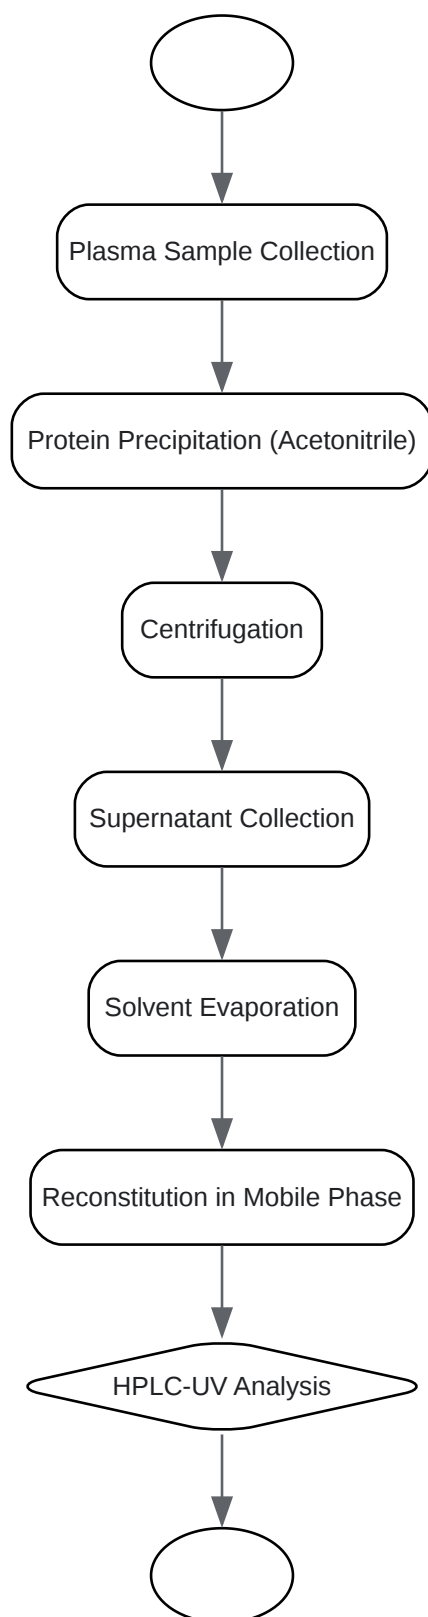 Plasma Sample Collection
Protein Precipitation (Acetonitrile)
Centrifugation
Supernatant Collection
Solvent Evaporation
Reconstitution in Mobile Phase
HPLC-UV Analysis